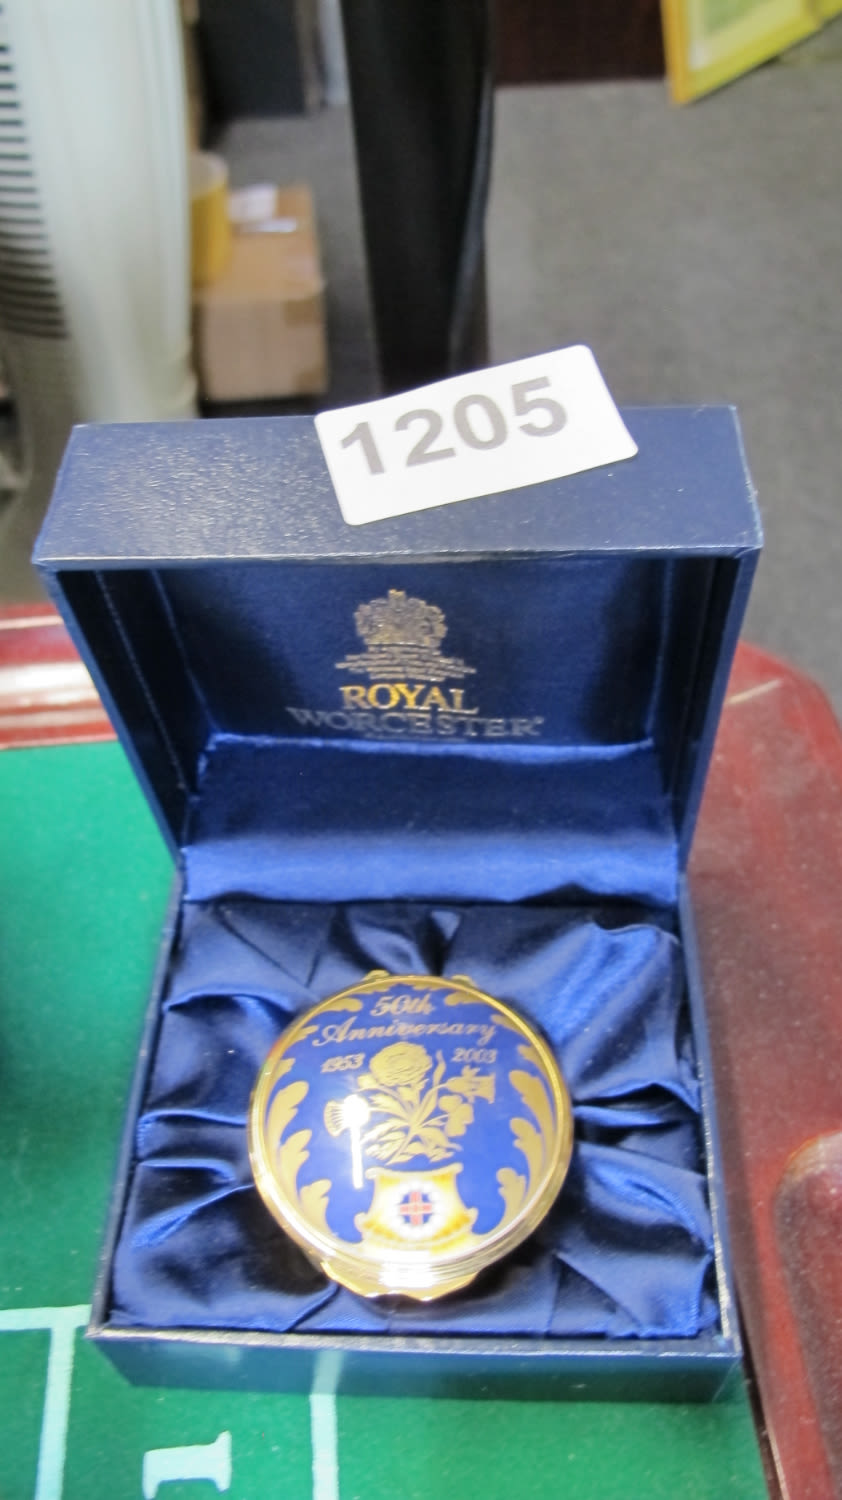 1205
ROYAL
WORCESTER®
50th
Anniversary
1953 2003